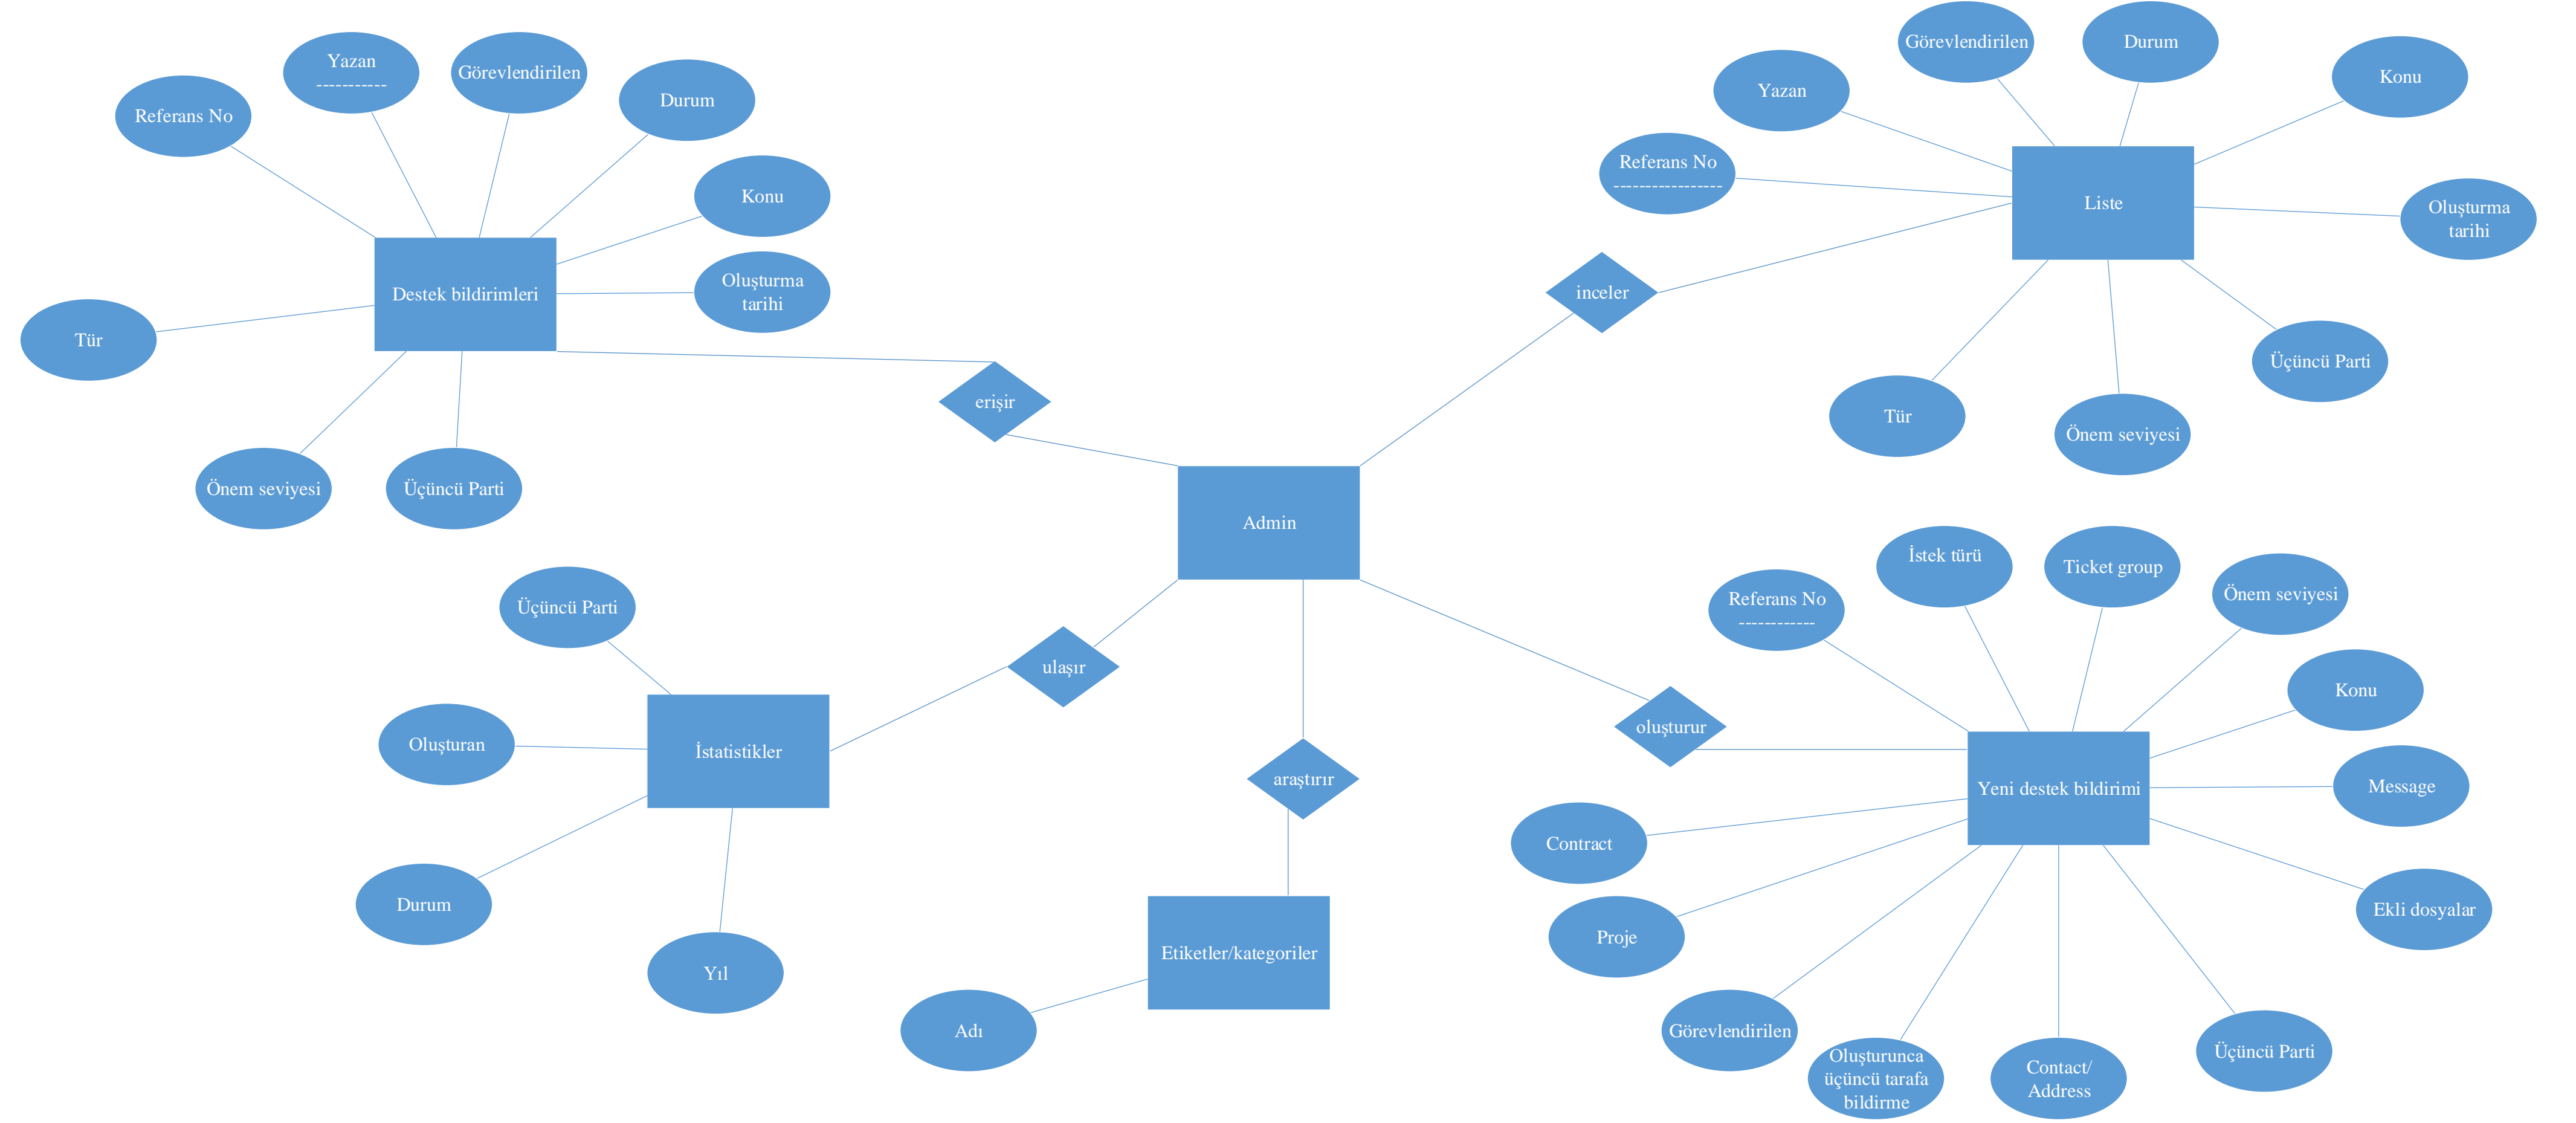 Yazan
-----------
Görevlendirilen
Durum
Referans No
Konu
Oluşturma
tarihi
Destek bildirimleri
Tür
Önem seviyesi
Üçüncü Parti
erişir
Görevlendirilen
Durum
Konu
Yazan
Referans No
-----------------
Liste
Oluşturma
tarihi
inceler
Üçüncü Parti
Tür
Önem seviyesi
Admin
Üçüncü Parti
ulaşır
Oluşturan
İstatistikler
Durum
Yıl
araştırır
Etiketler/kategoriler
Adı
oluşturur
İstek türü
Ticket group
Önem seviyesi
Referans No
------------
Konu
Yeni destek bildirimi
Message
Contract
Ekli dosyalar
Proje
Görevlendirilen
Oluşturunca
üçüncü tarafa
bildirme
Contact/
Address
Üçüncü Parti